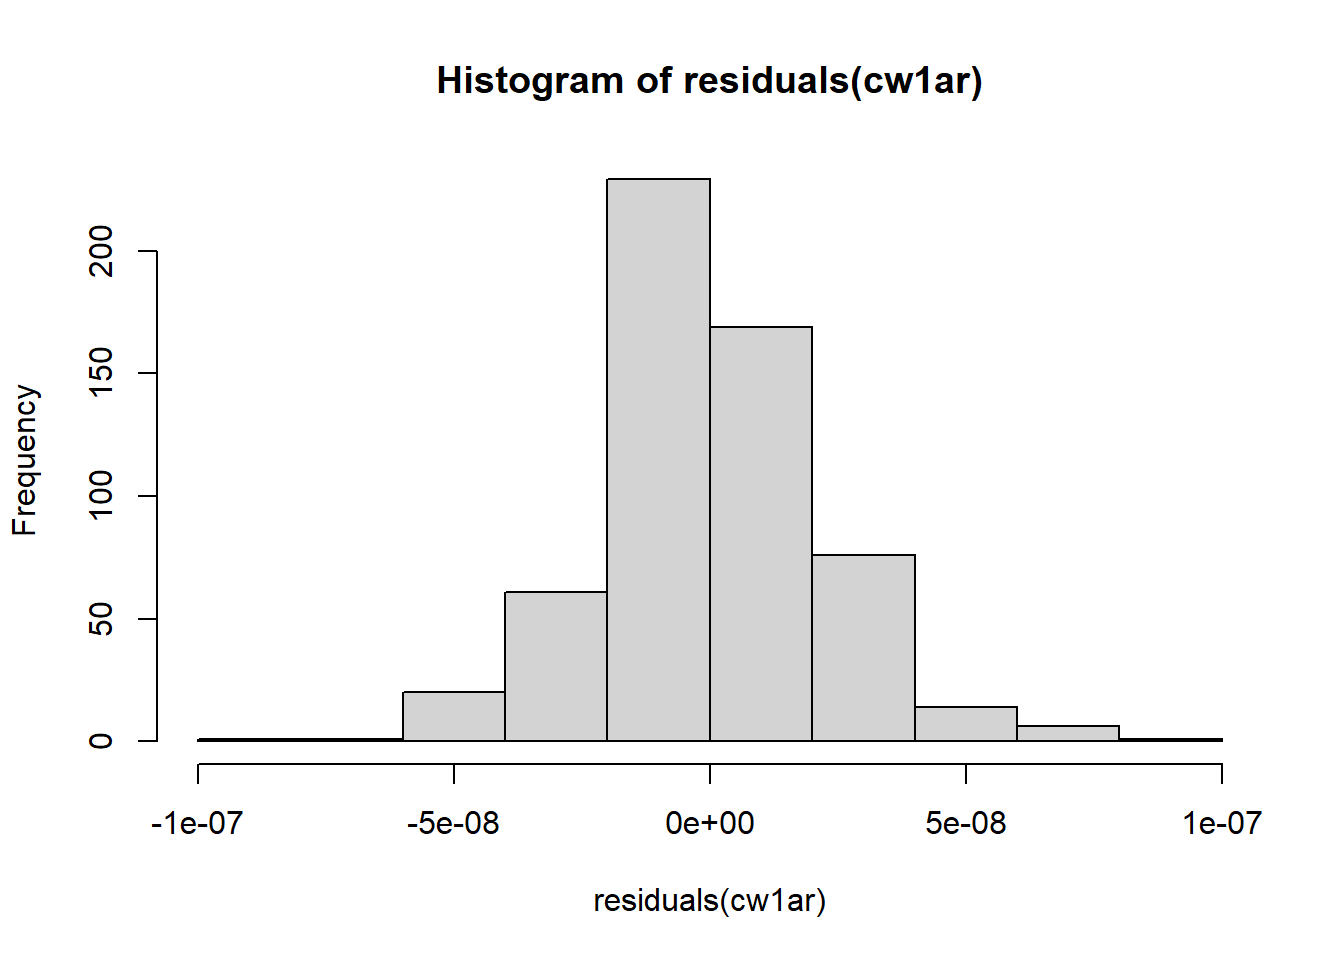 Histogram of residuals(cw1ar)
Frequency
200
150
100
50
0
-1e-07 -5e-08 0e+00 5e-08 1e-07
residuals(cw1ar)